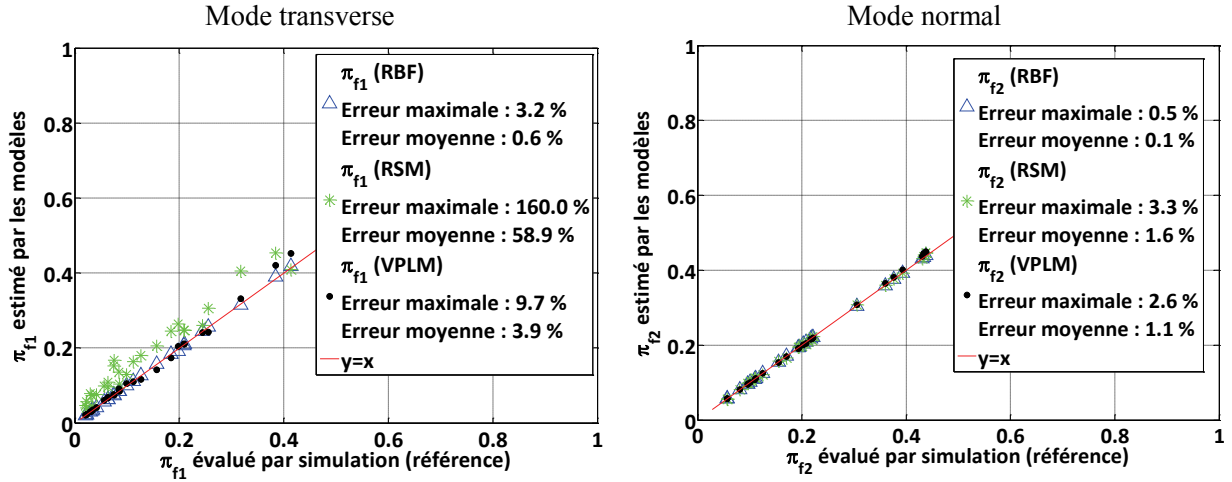 Mode transverse
1
0.8
0.6
0.4
0.2
0
0
0.2
0.4
0.6
0.8
1
πf1 estimé par les modèles
πf1 évalué par simulation (référence)
πf1 (RBF)
Erreur maximale : 3.2 %
Erreur moyenne : 0.6 %
πf1 (RSM)
Erreur maximale : 160.0 %
Erreur moyenne : 58.9 %
πf1 (VPLM)
Erreur maximale : 9.7 %
Erreur moyenne : 3.9 %
y=x
Mode normal
1
0.8
0.6
0.4
0.2
0
0
0.2
0.4
0.6
0.8
1
πf2 estimé par les modèles
πf2 évalué par simulation (référence)
πf2 (RBF)
Erreur maximale : 0.5 %
Erreur moyenne : 0.1 %
πf2 (RSM)
Erreur maximale : 3.3 %
Erreur moyenne : 1.6 %
πf2 (VPLM)
Erreur maximale : 2.6 %
Erreur moyenne : 1.1 %
y=x